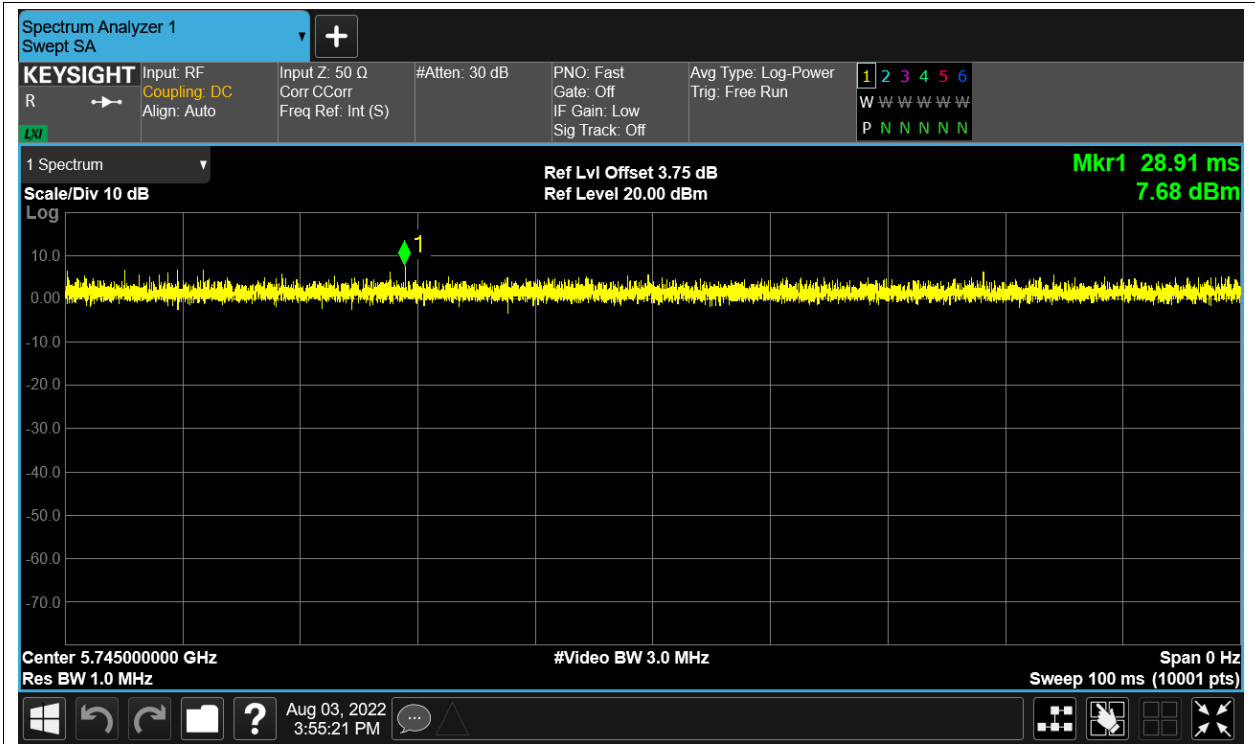 Spectrum Analyzer 1
Swept SA
KEYSIGHT
R
LXI
Input: RF
Coupling: DC
Align: Auto
Input Z: 50 Ω
Corr CCorr
Freq Ref: Int (S)
#Atten: 30 dB
PNO: Fast
Gate: Off
IF Gain: Low
Sig Track: Off
Avg Type: Log-Power
Trig: Free Run
1 2 3 4 5 6
W W W W W W
P N N N N N
1 Spectrum
Scale/Div 10 dB
Ref Lvl Offset 3.75 dB
Ref Level 20.00 dBm
Mkr1 28.91 ms
7.68 dBm
Log
1
10.0
0.00
-10.0
-20.0
-30.0
-40.0
-50.0
-60.0
-70.0
Center 5.745000000 GHz
Res BW 1.0 MHz
#Video BW 3.0 MHz
Span 0 Hz
Sweep 100 ms (10001 pts)
?
Aug 03, 2022
3:55:21 PM